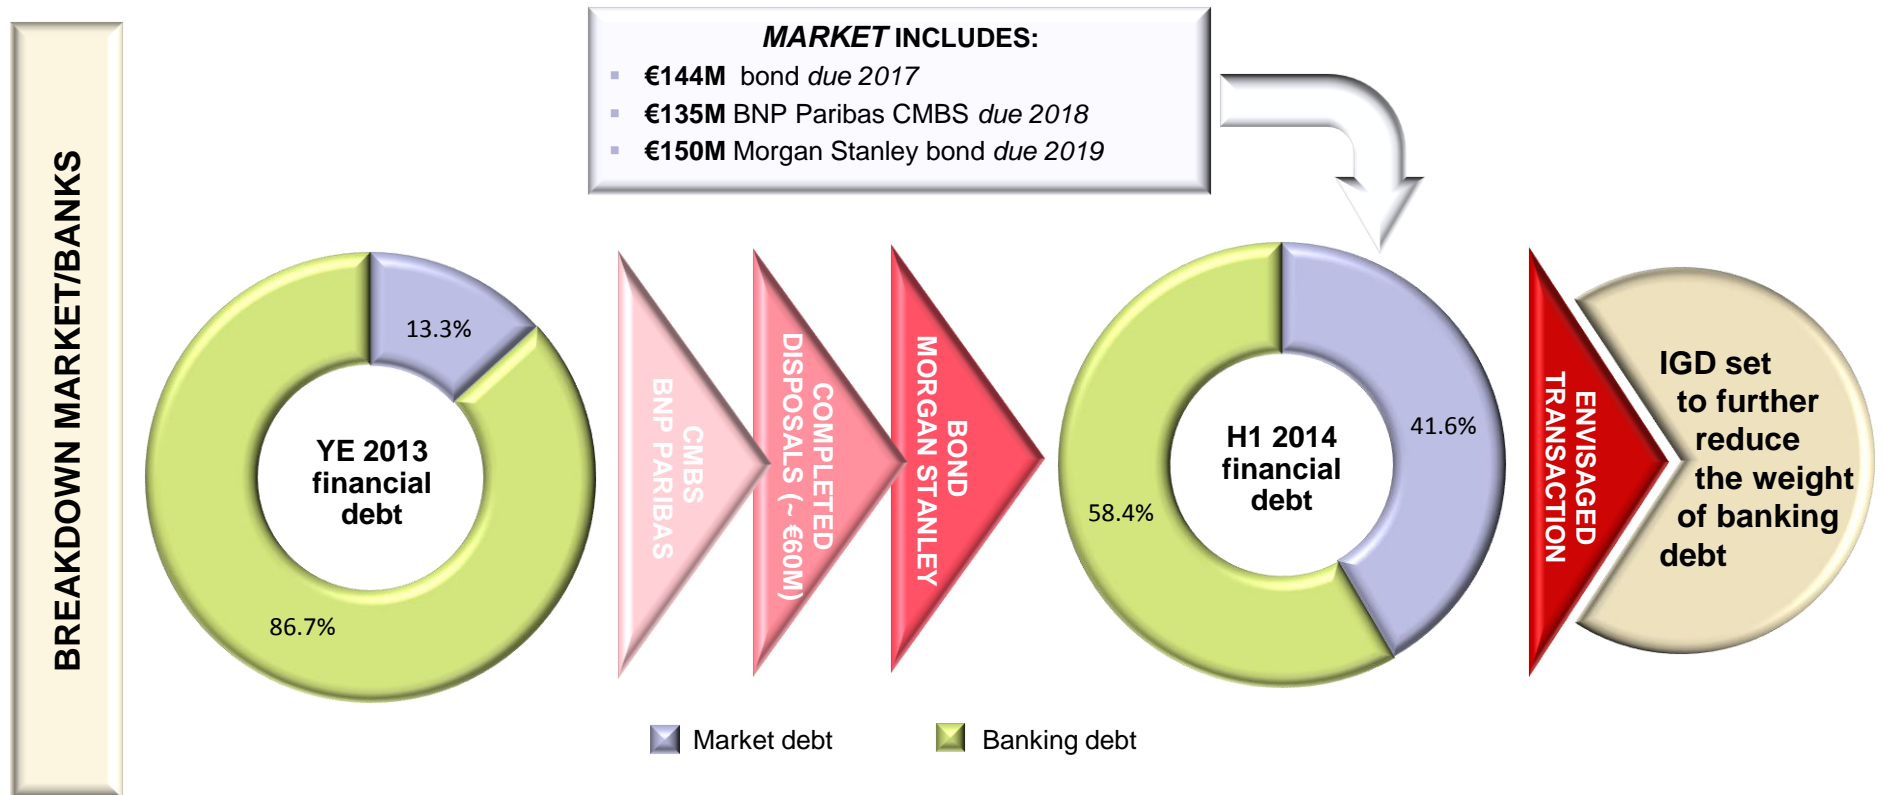 BREAKDOWN MARKET/BANKS
MARKET INCLUDES:
▪ €144M bond due 2017
▪ €135M BNP Paribas CMBS due 2018
▪ €150M Morgan Stanley bond due 2019
13.3%
86.7%
YE 2013
financial
debt
CMBS
BNP PARIBAS
COMPLETED
DISPOSALS (~ €60M)
BOND
MORGAN STANLEY
41.6%
58.4%
H1 2014
financial
debt
ENVISAGED
TRANSACTION
IGD set
to further
reduce
the weight
of banking
debt
Market debt
Banking debt